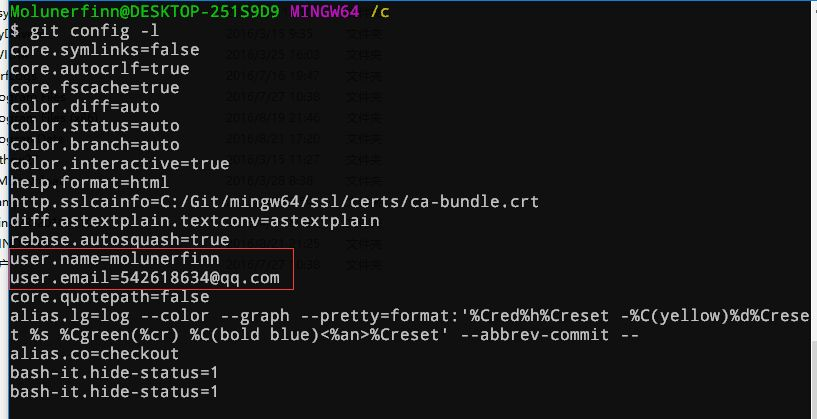 Molunerfinn@DESKTOP-251S9D9 MINGW64 /c
$ git config -l
core.symlinks=false
core.autocrlf=true
core.fscache=true
color.diff=auto
color.status=auto
color.branch=auto
color.interactive=true
help.format=html
http.sslcainfo=C:/Git/mingw64/ssl/certs/ca-bundle.crt
diff.astextplain.textconv=astextplain
rebase.autosquash=true
user.name=molunerfinn
user.email=542618634@qq.com
core.quotepath=false
alias.lg=log --color --graph --pretty=format:'%Cred%h%Creset -%C(yellow)%d%Crese
t %s %Cgreen(%cr) %C(bold blue)<%an>%Creset' --abbrev-commit --
alias.co=checkout
bash-it.hide-status=1
bash-it.hide-status=1